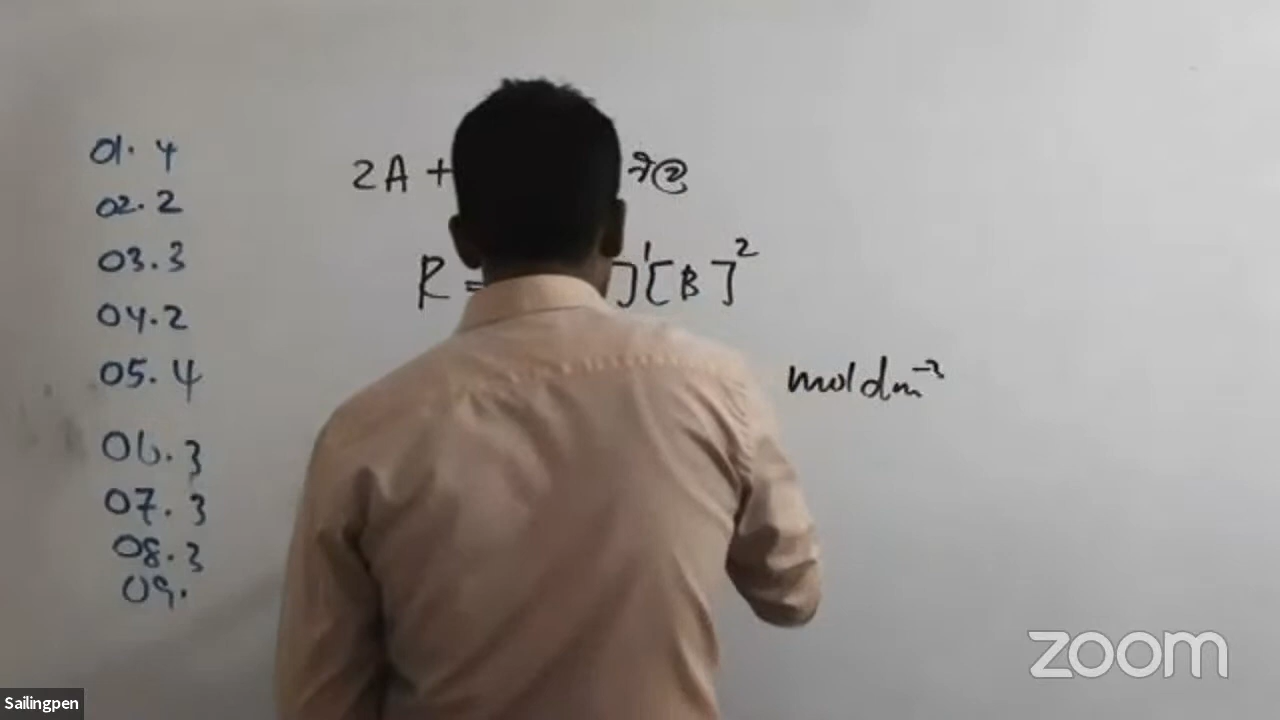 01. 4
02. 2
03. 3
04. 2
05. 4
06. 3
07. 3
08. 3
09.
2A +
R = ]¹[B]²
mol dm⁻³
zoom
Sailingpen